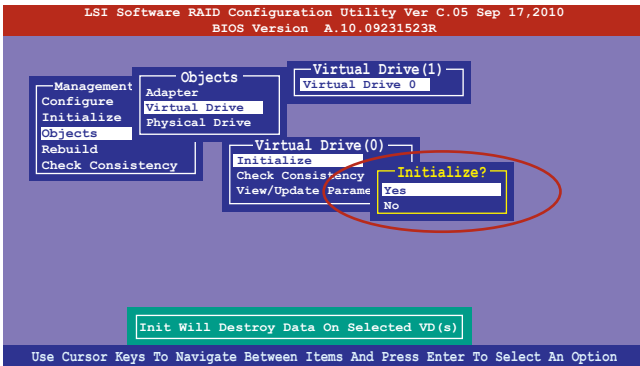 LSI Software RAID Configuration Utility Ver C.05 Sep 17,2010
BIOS Version A.10.09231523R
Management
Configure
Initialize
Objects
Rebuild
Check Consistency
Objects
Adapter
Virtual Drive
Physical Drive
Virtual Drive(1)
Virtual Drive 0
Virtual Drive(0)
Initialize
Check Consistency
View/Update Parame
Initialize?
Yes
No
Init Will Destroy Data On Selected VD(s)
Use Cursor Keys To Navigate Between Items And Press Enter To Select An Option